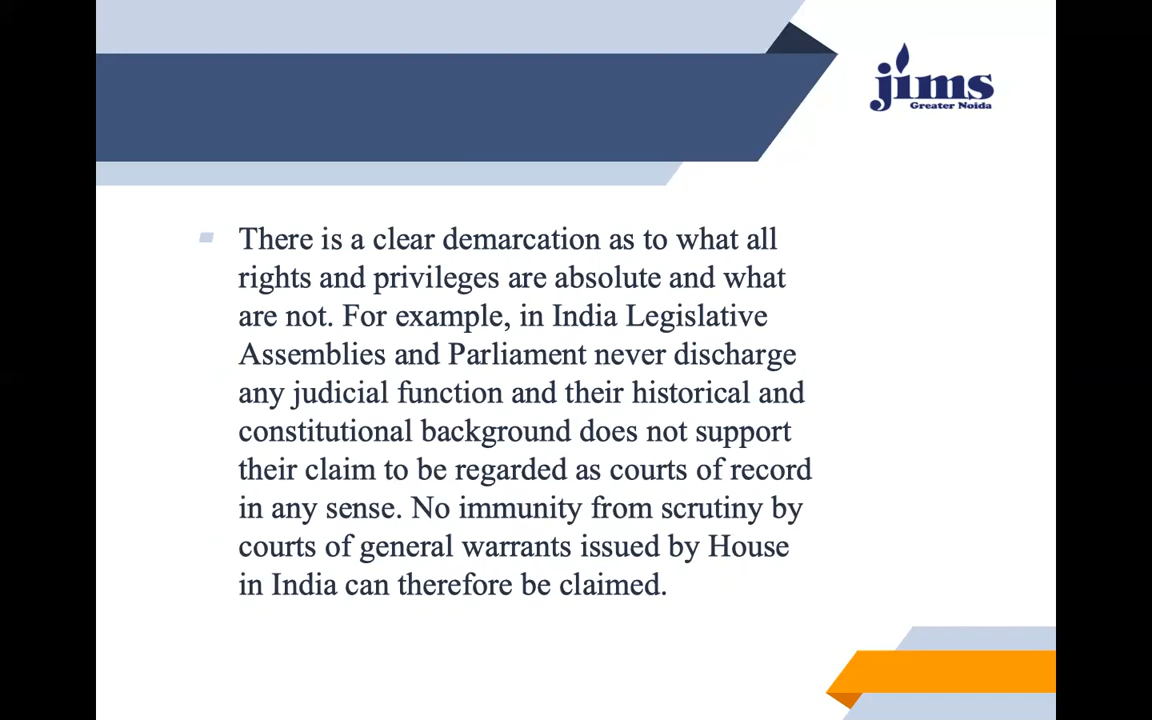 jims
Greater Noida
There is a clear demarcation as to what all
rights and privileges are absolute and what
are not. For example, in India Legislative
Assemblies and Parliament never discharge
any judicial function and their historical and
constitutional background does not support
their claim to be regarded as courts of record
in any sense. No immunity from scrutiny by
courts of general warrants issued by House
in India can therefore be claimed.